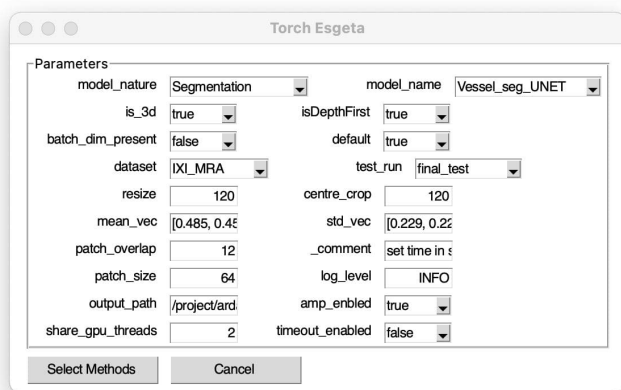 Torch Esgeta
Parameters
model_nature Segmentation model_name Vessel_seg_UNET
is_3d true isDepthFirst true
batch_dim_present false default true
dataset IXI_MRA test_run final_test
resize 120 centre_crop 120
mean_vec [0.485, 0.45 std_vec [0.229, 0.22
patch_overlap 12 _comment set time in s
patch_size 64 log_level INFO
output_path /project/ard amp_enbled true
share_gpu_threads 2 timeout_enabled false
Select Methods Cancel